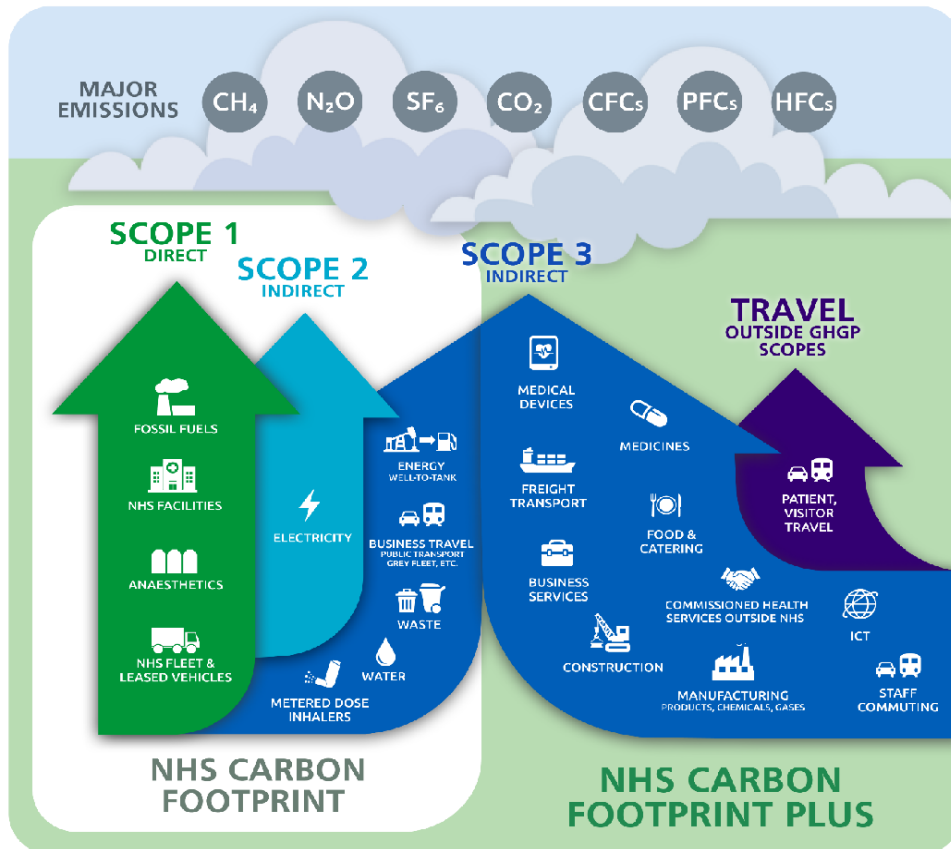 MAJOR
EMISSIONS
CH₄
N₂O
SF₆
CO₂
CFCs
PFCs
HFCs
SCOPE 1
DIRECT
SCOPE 2
INDIRECT
SCOPE 3
INDIRECT
TRAVEL
OUTSIDE GHGP
SCOPES
FOSSIL FUELS
NHS FACILITIES
ANAESTHETICS
NHS FLEET &
LEASED VEHICLES
ELECTRICITY
ENERGY
WELL-TO-TANK
BUSINESS TRAVEL
PUBLIC TRANSPORT
GREY FLEET, ETC.
WASTE
WATER
METERED DOSE
INHALERS
MEDICAL
DEVICES
MEDICINES
FREIGHT
TRANSPORT
FOOD &
CATERING
BUSINESS
SERVICES
COMMISSIONED HEALTH
SERVICES OUTSIDE NHS
CONSTRUCTION
MANUFACTURING
PRODUCTS, CHEMICALS, GASES
ICT
STAFF
COMMUTING
PATIENT,
VISITOR
TRAVEL
NHS CARBON
FOOTPRINT
NHS CARBON
FOOTPRINT PLUS